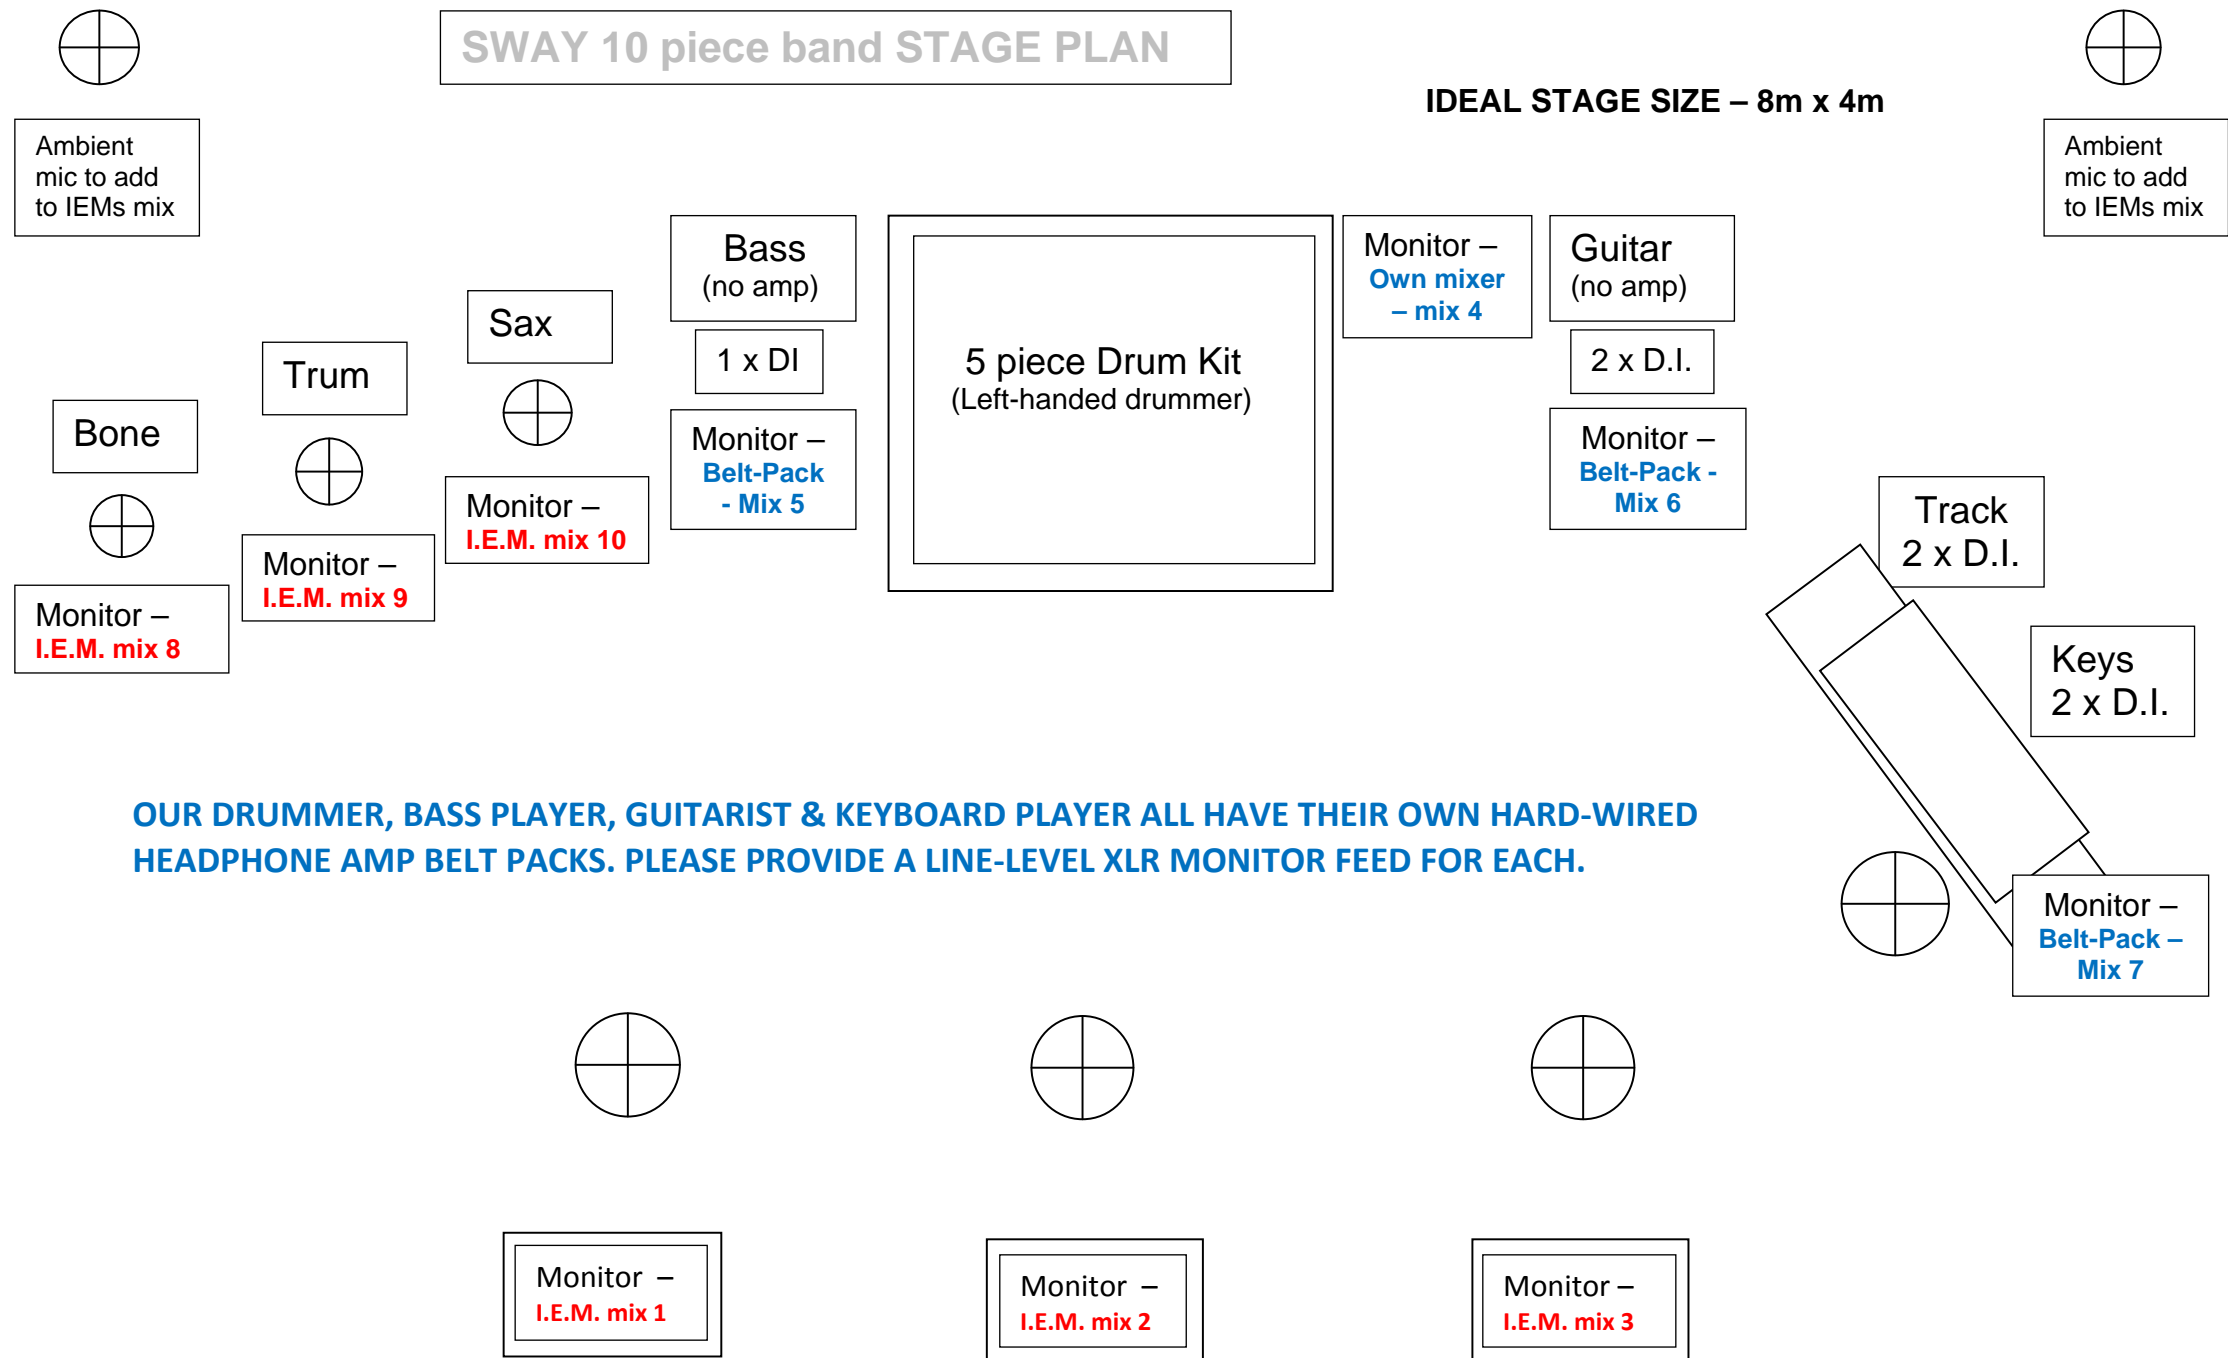 SWAY 10 piece band STAGE PLAN
IDEAL STAGE SIZE – 8m x 4m
Ambient
mic to add
to IEMs mix
Ambient
mic to add
to IEMs mix
Bone
Monitor –
I.E.M. mix 8
Trum
Monitor –
I.E.M. mix 9
Sax
Monitor –
I.E.M. mix 10
Bass
(no amp)
1 x DI
Monitor –
Belt-Pack
- Mix 5
5 piece Drum Kit
(Left-handed drummer)
Monitor –
Own mixer
– mix 4
Guitar
(no amp)
2 x D.I.
Monitor –
Belt-Pack -
Mix 6
Track
2 x D.I.
Keys
2 x D.I.
Monitor –
Belt-Pack –
Mix 7
OUR DRUMMER, BASS PLAYER, GUITARIST & KEYBOARD PLAYER ALL HAVE THEIR OWN HARD-WIRED
HEADPHONE AMP BELT PACKS. PLEASE PROVIDE A LINE-LEVEL XLR MONITOR FEED FOR EACH.
Monitor –
I.E.M. mix 1
Monitor –
I.E.M. mix 2
Monitor –
I.E.M. mix 3